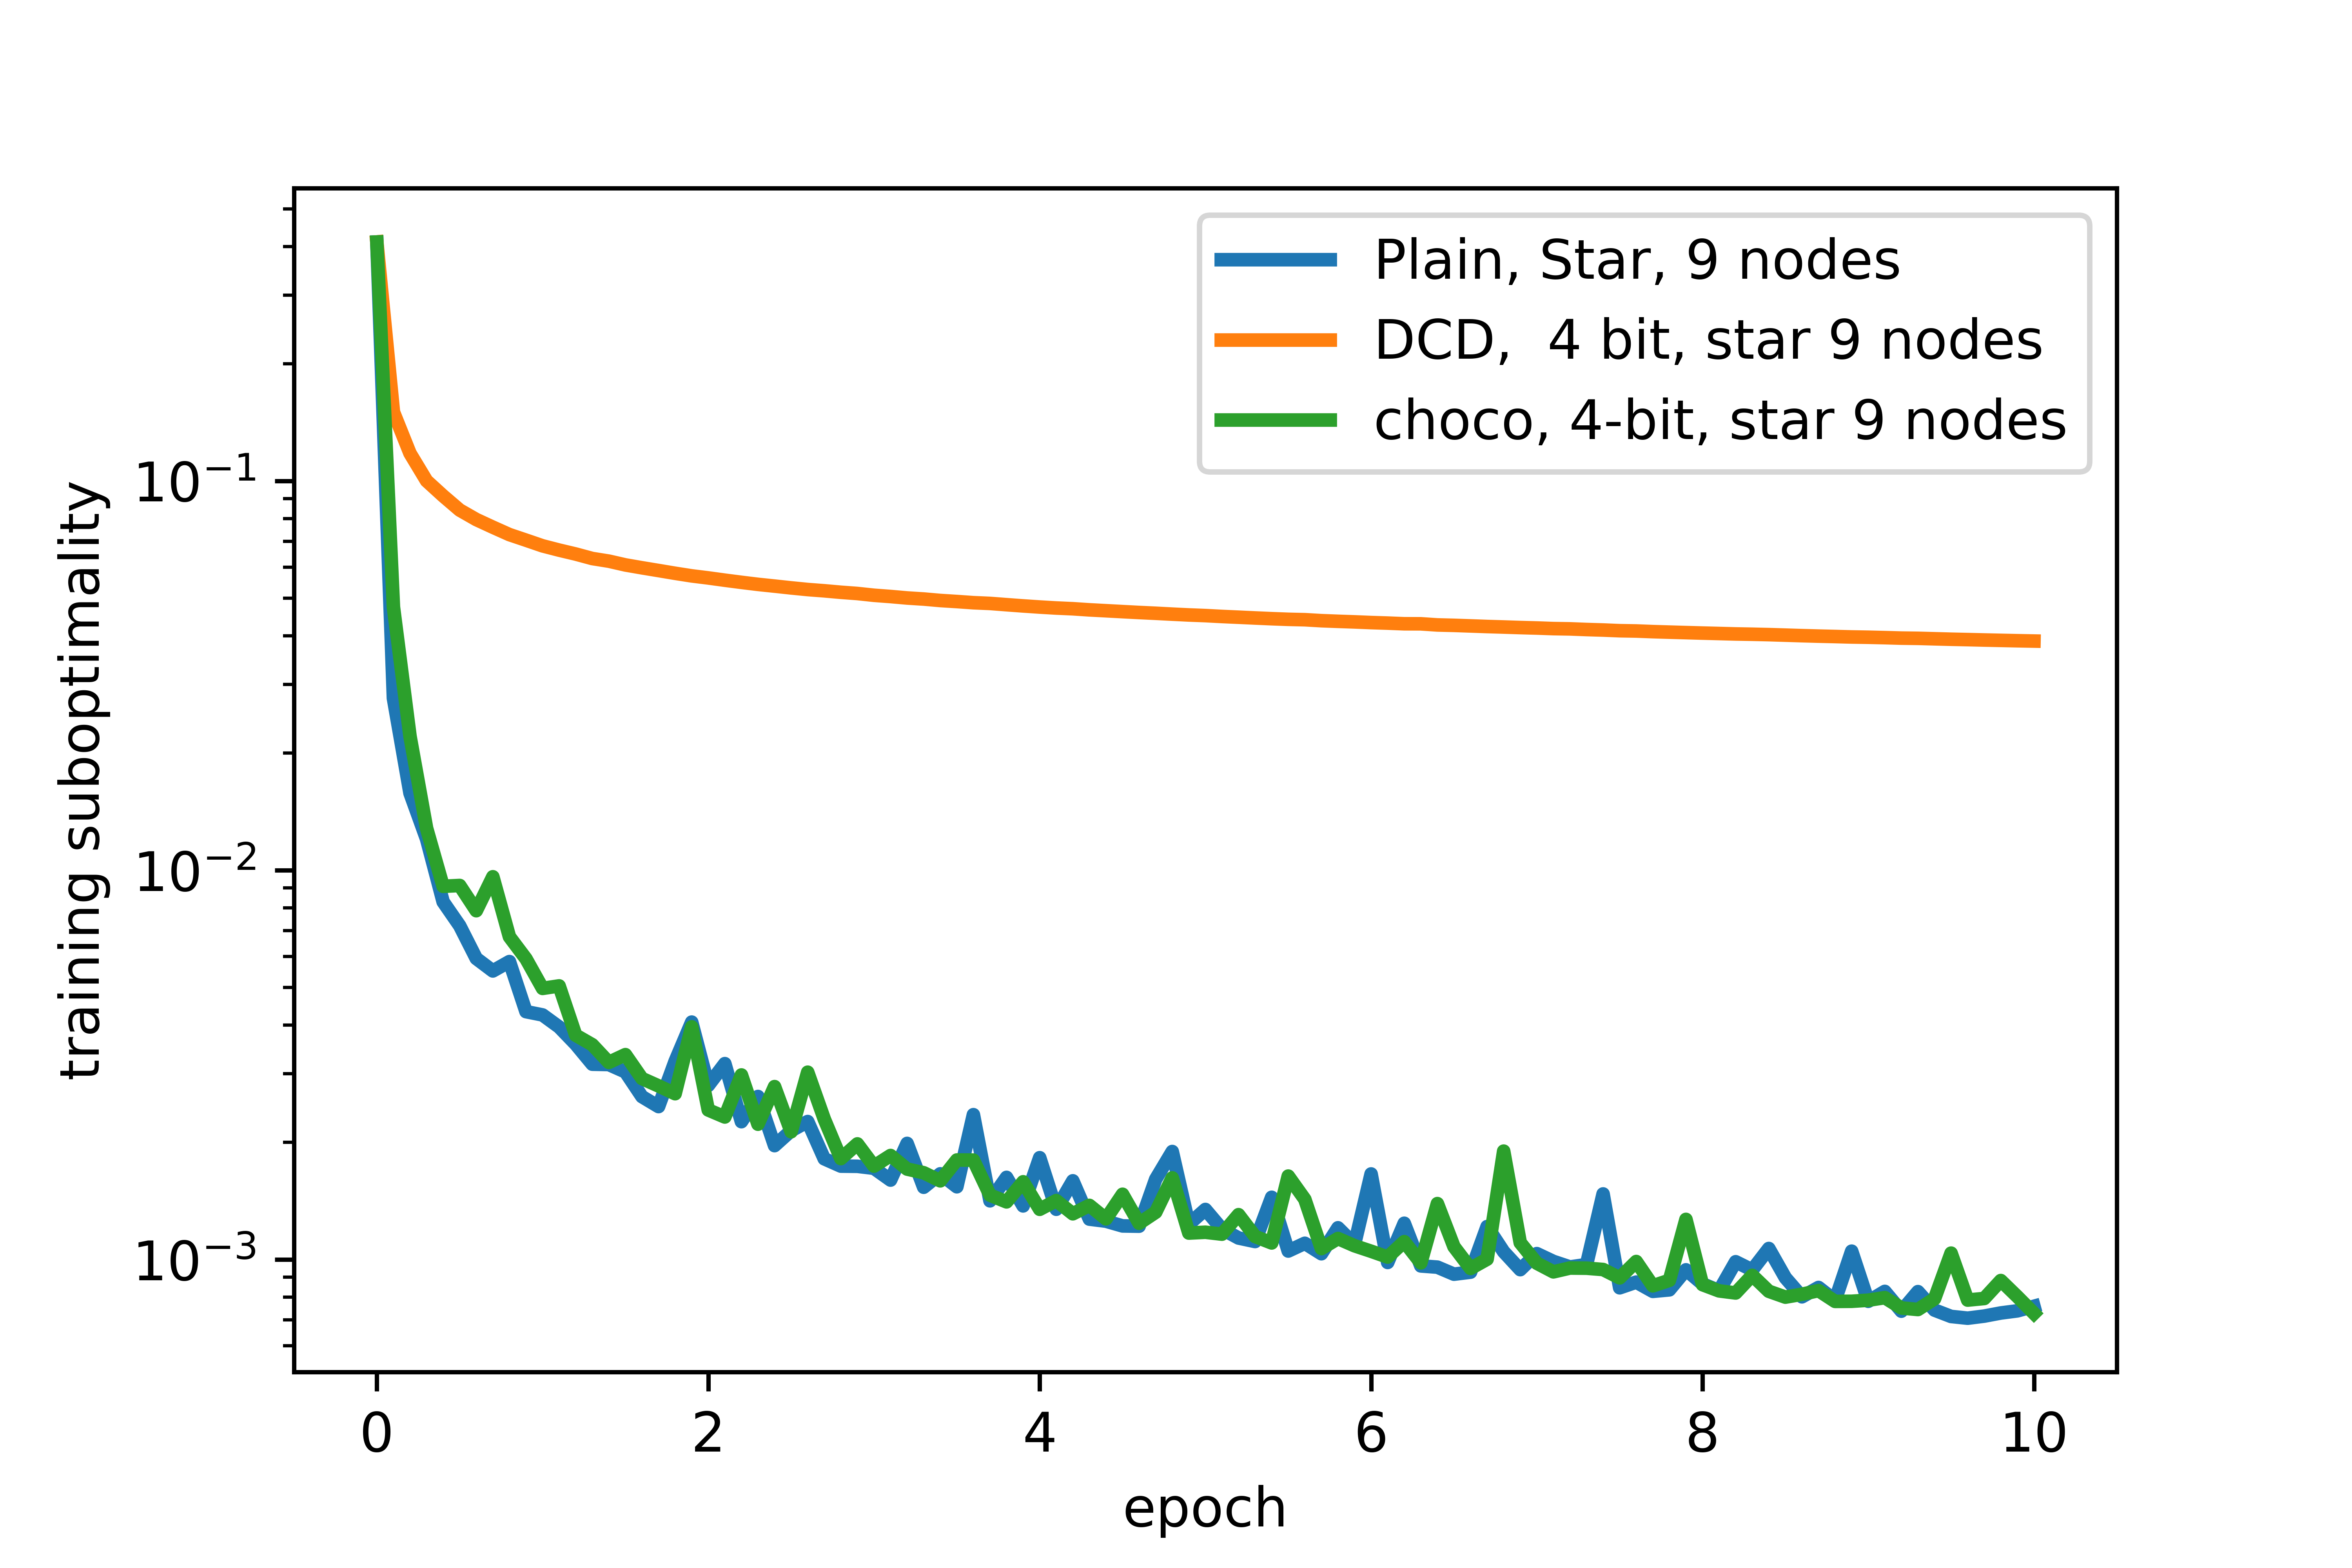 Plain, Star, 9 nodes
DCD,  4 bit, star 9 nodes
choco, 4-bit, star 9 nodes
training suboptimality
10⁻¹
10⁻²
10⁻³
0 2 4 6 8 10
epoch